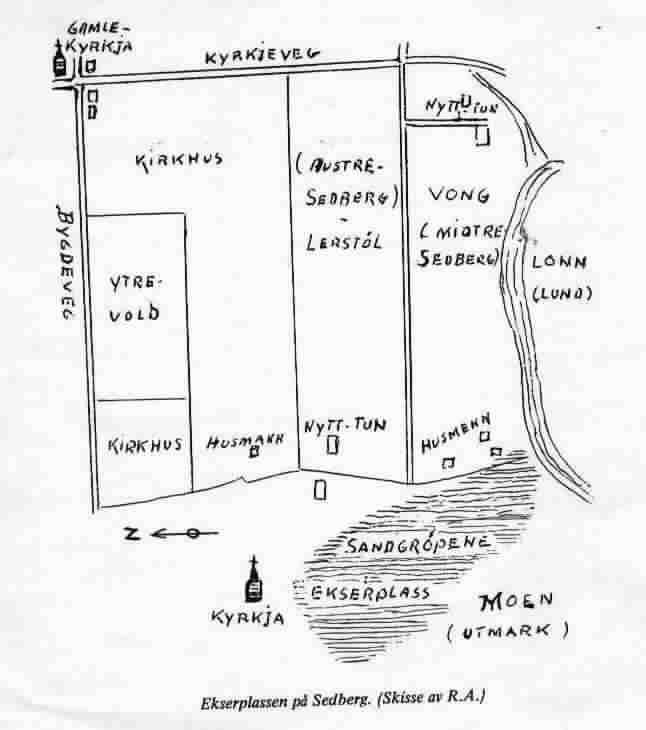 GAMLE-
KYRKJA
KYRKJEVEG
NYTT-TUN
KIRKHUS
(AUSTRE-
SEDBERG)
-
LERSTÓL
VONG
(MIDTRE-
SEDBERG)
LONN
(LUND)
BYGDEVEG
YTRE-
VOLD
KIRKHUS
HUSMANN
NYTT-TUN
HUSMENN
N
SANDGRÓPENE
EKSERPLASS
KYRKJA
MOEN
(UTMARK)
Ekserplassen på Sedberg. (Skisse av R.A.)